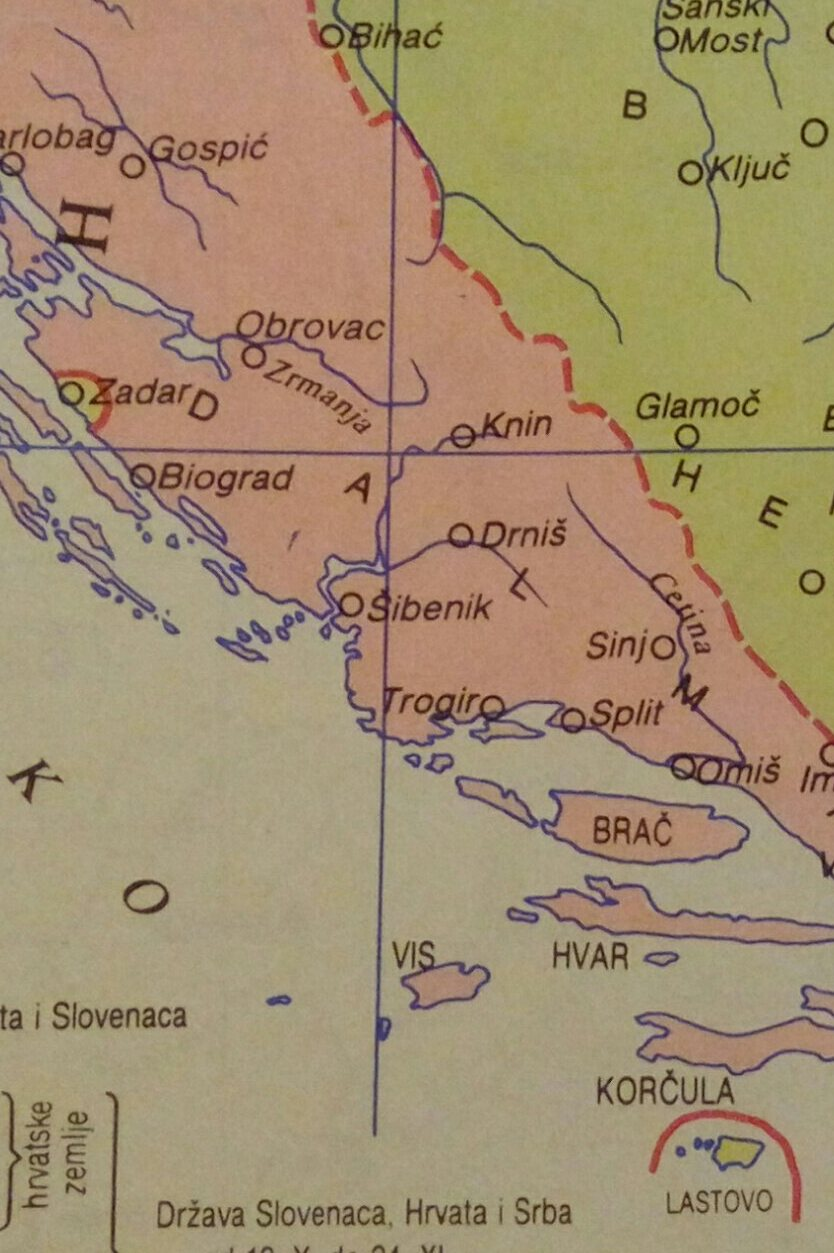 Sanski
Bihać
Most
B
arlobag
Gospić
Ključ
H
Obrovac
Zrmanja
Zadar
D
Glamoč
Knin
Biograd
A
H
E
Drniš
L
Cetina
Šibenik
Sinj
M
Trogir
Split
Omiš
Im
K
BRAČ
O
VIS
HVAR
ta i Slovenaca
KORČULA
hrvatske
zemlje
LASTOVO
Država Slovenaca, Hrvata i Srba